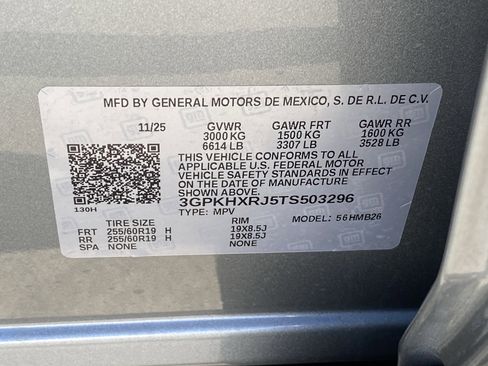 MFD BY GENERAL MOTORS DE MEXICO, S. DE R.L. DE C.V.
11/25 GVWR GAWR FRT GAWR RR
3000 KG 1500 KG 1600 KG
6614 LB 3307 LB 3528 LB
THIS VEHICLE CONFORMS TO ALL
APPLICABLE U.S. FEDERAL MOTOR
VEHICLE SAFETY STANDARDS IN EFFECT
ON THE DATE OF MANUFACTURE
SHOWN ABOVE.
3GPKHXRJ5TS503296
130H TYPE: MPV MODEL: 56HMB26
TIRE SIZE RIM
FRT 255/60R19 H 19X8.5J
RR 255/60R19 H 19X8.5J
SPA NONE NONE